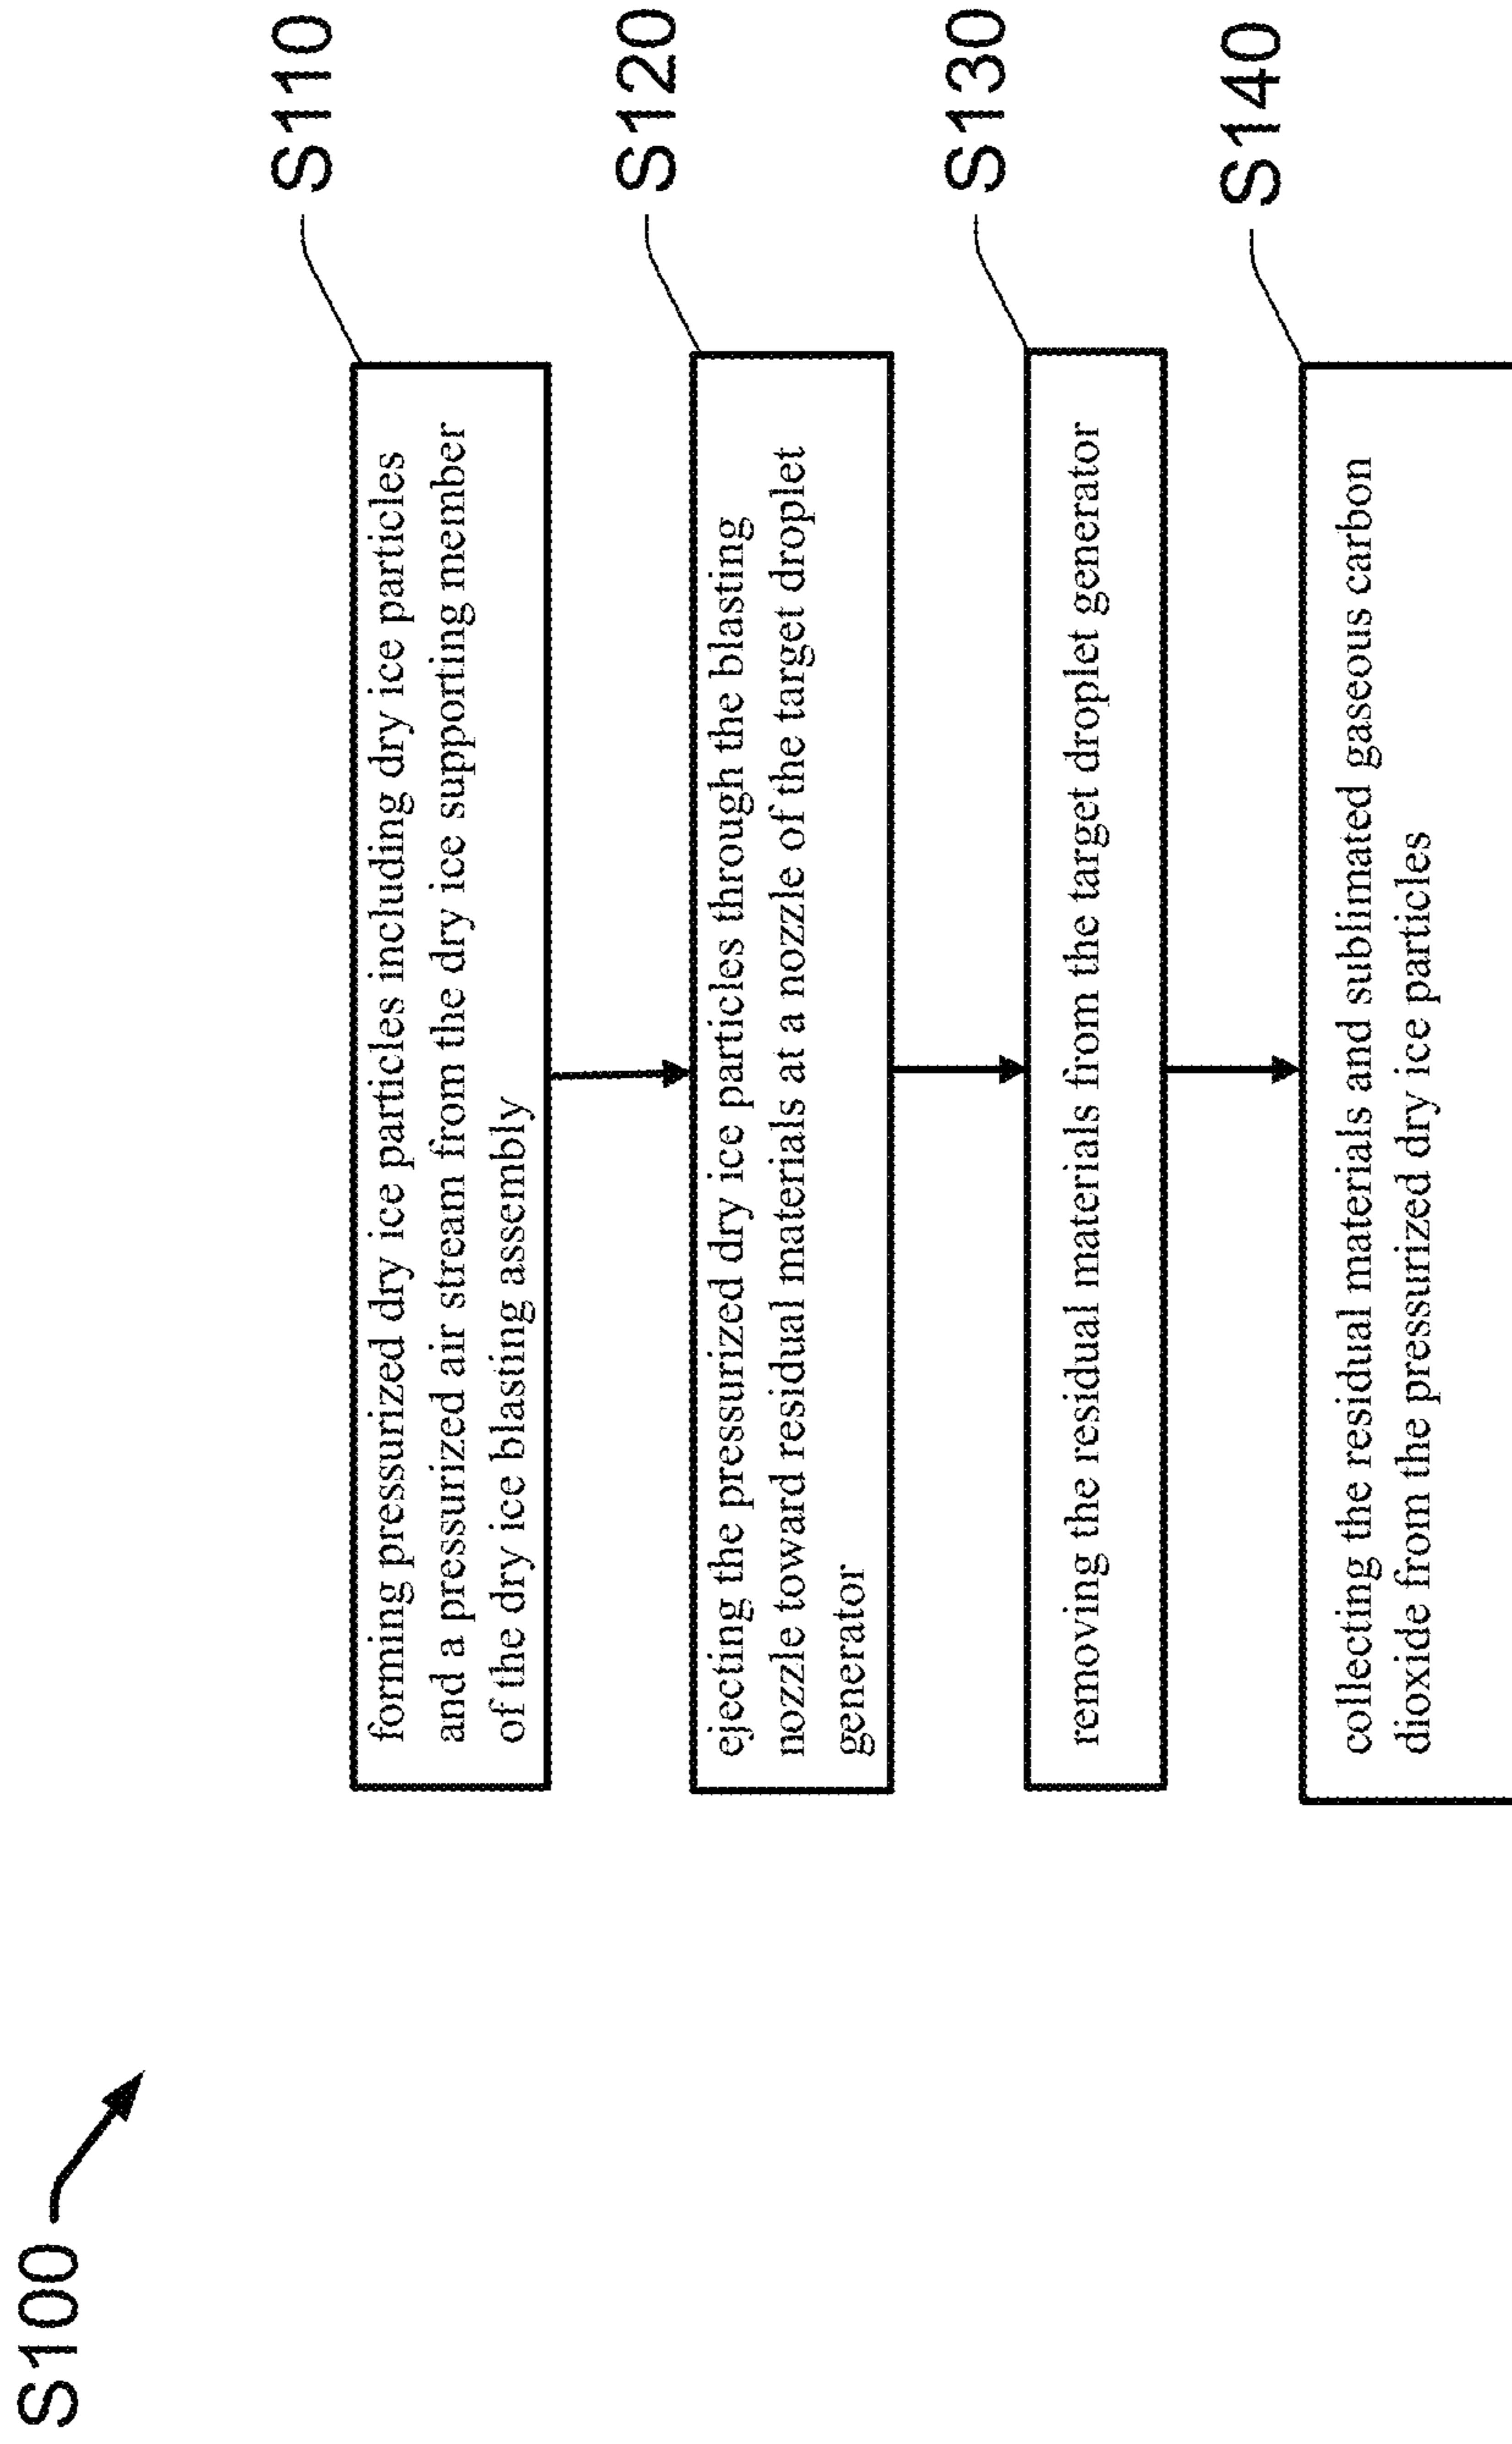 S100
forming pressurized dry ice particles including dry ice particles
and a pressurized air stream from the dry ice supporting member
of the dry ice blasting assembly
S110
ejecting the pressurized dry ice particles through the blasting
nozzle toward residual materials at a nozzle of the target droplet
generator
S120
removing the residual materials from the target droplet generator
S130
collecting the residual materials and sublimated gaseous carbon
dioxide from the pressurized dry ice particles
S140